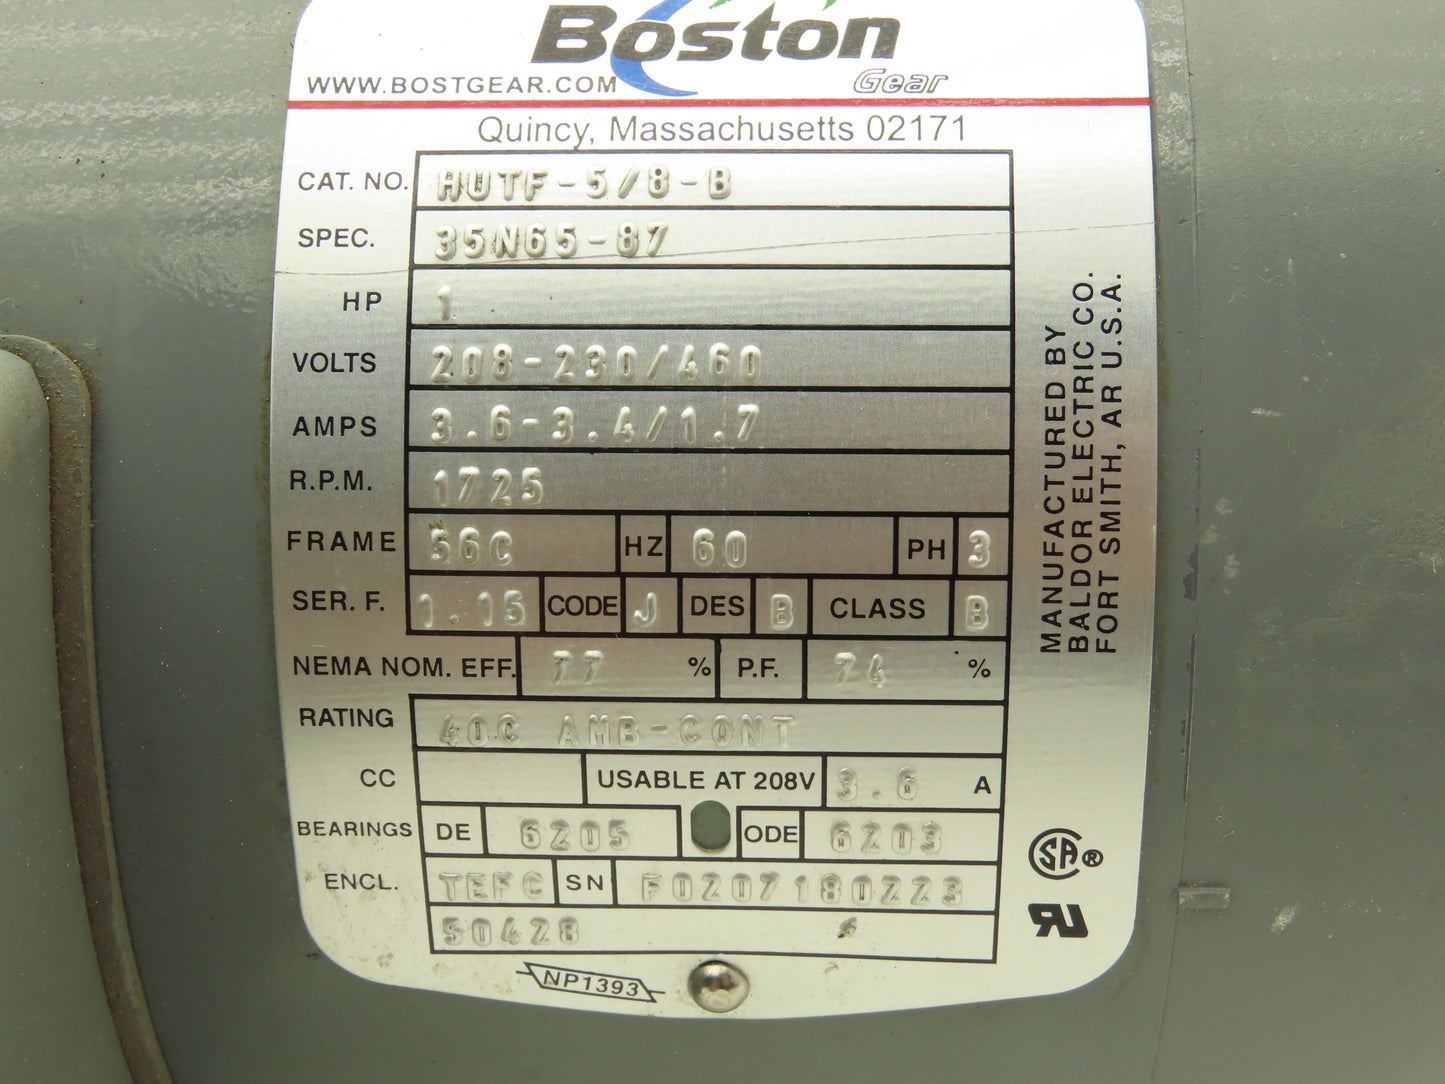 Boston
Gear
WWW.BOSTGEAR.COM
Quincy, Massachusetts 02171
CAT. NO. HUTF-5/8-B
SPEC. 35N65-87
HP 1
VOLTS 208-230/460
AMPS 3.6-3.4/1.7
R.P.M. 1725
FRAME 56C HZ 60 PH 3
SER. F. 1.15 CODE J DES B CLASS B
NEMA NOM. EFF. 77 % P.F. 74 %
RATING 40C AMB-CONT
CC USABLE AT 208V 3.6 A
BEARINGS DE 6205 ODE 6203
ENCL. TEFC SN F0207180223
50428
NP1393
MANUFACTURED BY
BALDOR ELECTRIC CO.
FORT SMITH, AR U.S.A.
SA ®